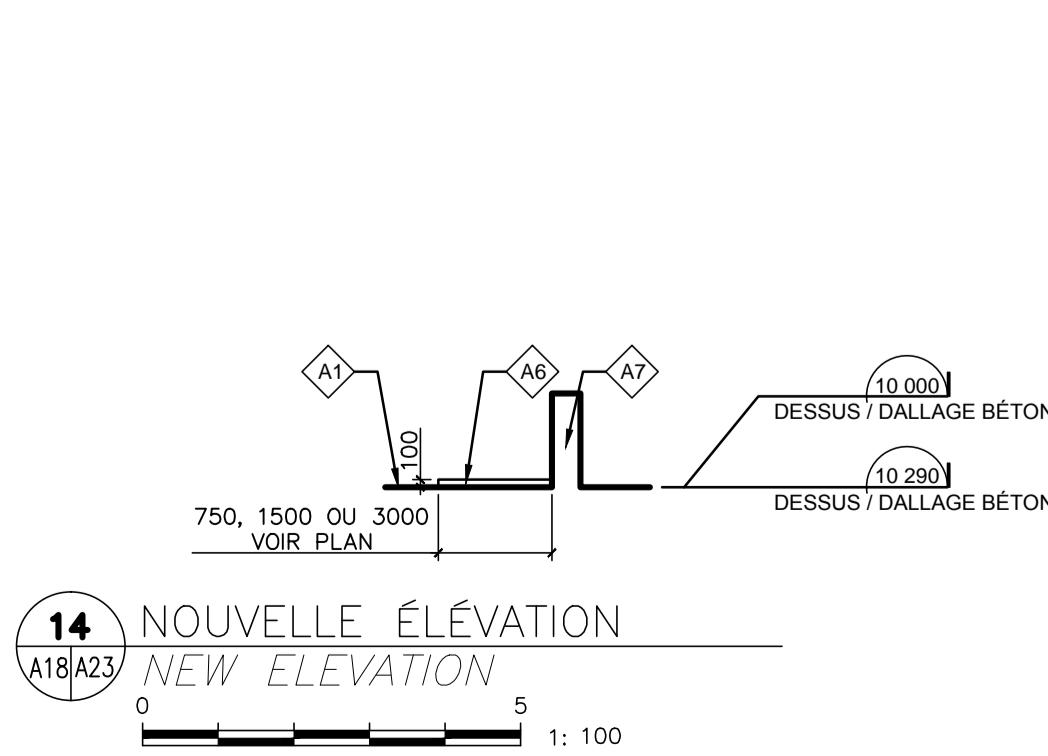 A1
A6
A7
100
10 000
DESSUS / DALLAGE BÉTON
10 290
DESSUS / DALLAGE BÉTON
750, 1500 OU 3000
VOIR PLAN
14
A18 A23
NOUVELLE ÉLÉVATION
NEW ELEVATION
0 5
1: 100